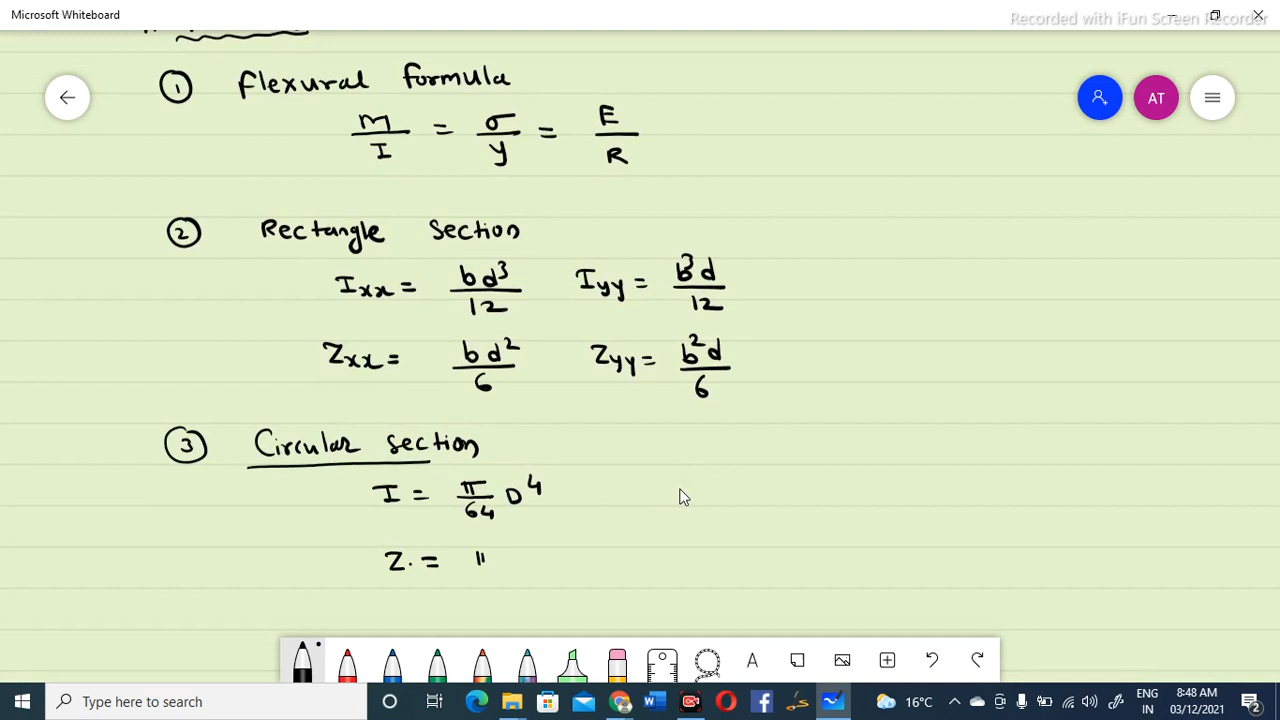 Microsoft Whiteboard
Recorded with iFun Screen Recorder
① Flexural formula
M/I = σ/y = E/R
AT
② Rectangle Section
Ixx = bd³/12 Iyy = b³d/12
Zxx = bd²/6 Zyy = b²d/6
③ Circular section
I = π/64 D⁴
Z. = 
A
Type here to search
16°C
ENG
IN
8:48 AM
03/12/2021
2